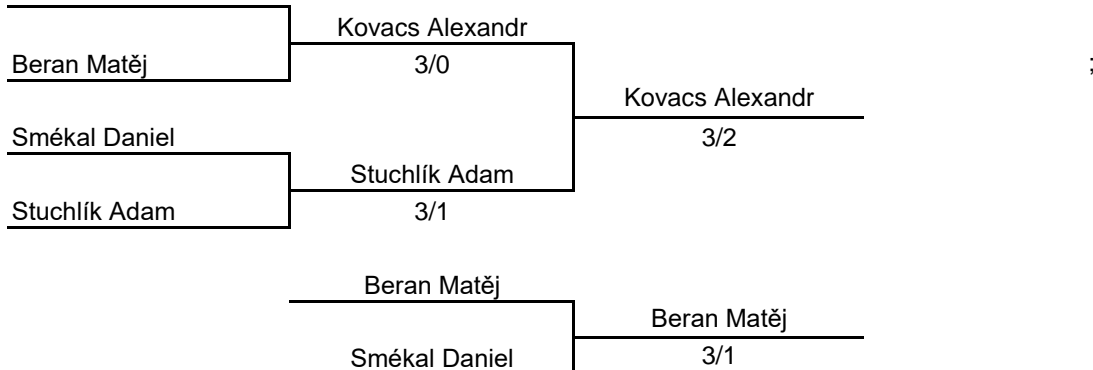 Kovacs Alexandr
Beran Matěj
3/0
;
Kovacs Alexandr
Smékal Daniel
3/2
Stuchlík Adam
Stuchlík Adam
3/1
Beran Matěj
Beran Matěj
Smékal Daniel
3/1